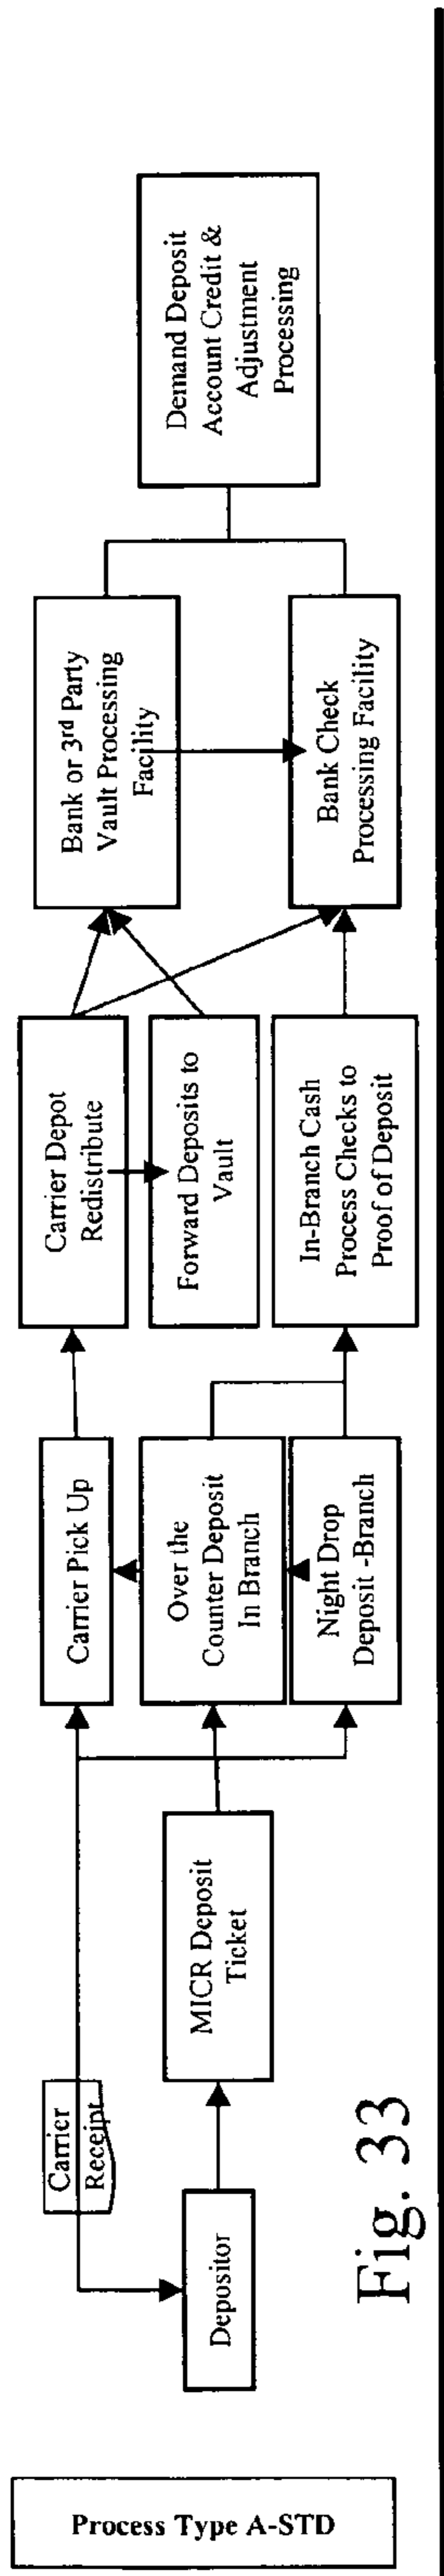 Process Type A-STD
Depositor
Carrier
Receipt
MICR Deposit
Ticket
Carrier Pick Up
Over the
Counter Deposit
In Branch
Night Drop
Deposit -Branch
Carrier Depot
Redistribute
Forward Deposits to
Vault
In-Branch Cash
Process Checks to
Proof of Deposit
Bank or 3rd Party
Vault Processing
Facility
Bank Check
Processing Facility
Demand Deposit
Account Credit &
Adjustment
Processing
Fig. 33